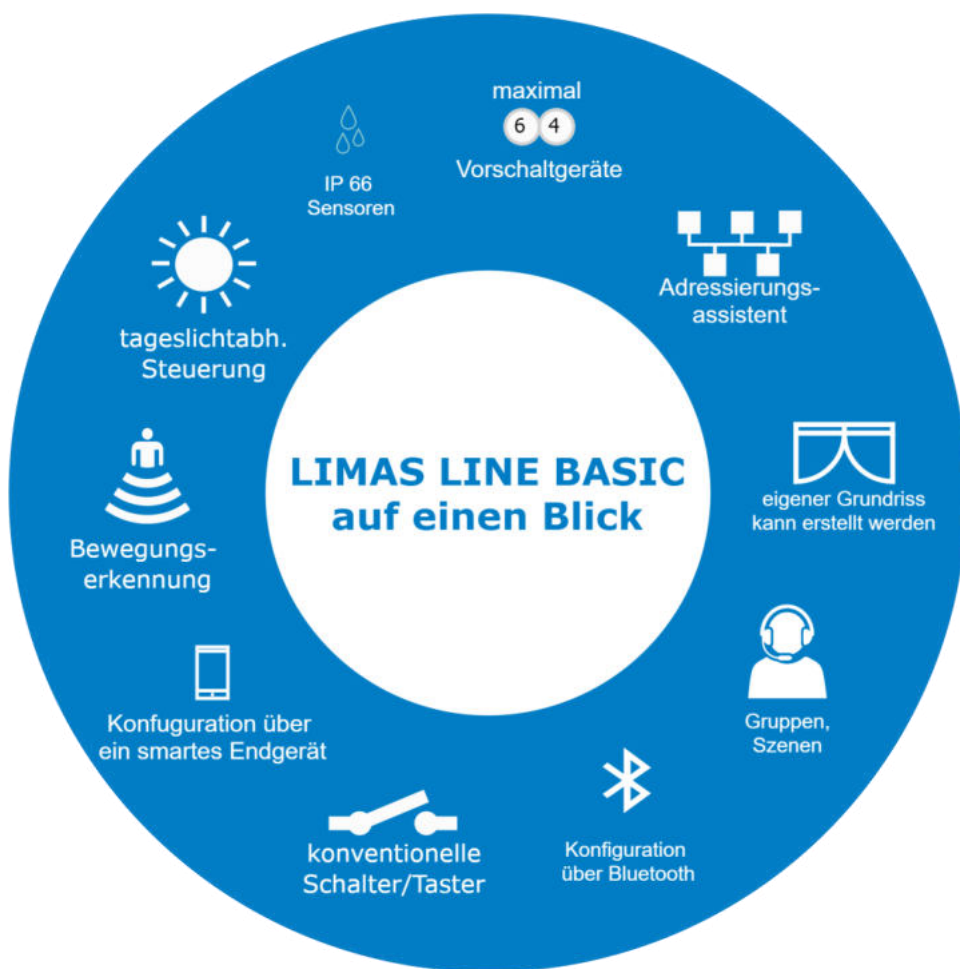 maximal
6 4
Vorschaltgeräte
Adressierungs-
assistent
eigener Grundriss
kann erstellt werden
Gruppen,
Szenen
Konfiguration
über Bluetooth
konventionelle
Schalter/Taster
Konfuguration über
ein smartes Endgerät
Bewegungs-
erkennung
tageslichtabh.
Steuerung
IP 66
Sensoren
LIMAS LINE BASIC
auf einen Blick